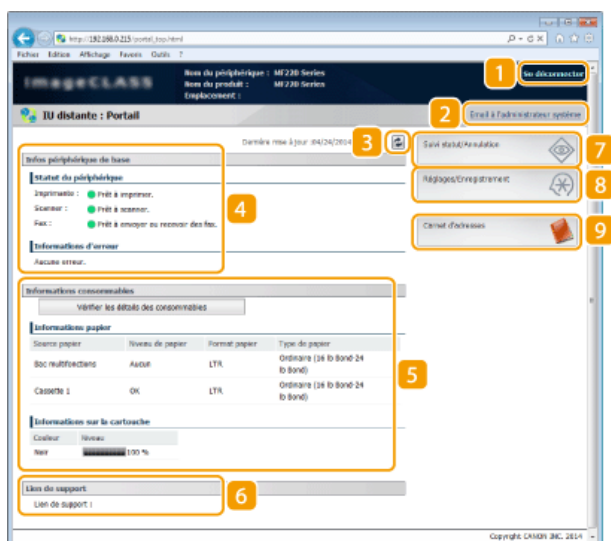 http://192.168.0.215/portal_top.html
Fichier Edition Affichage Favoris Outils ?
imageCLASS
Nom du périphérique : MF220 Series
Nom du produit : MF220 Series
Emplacement :
1
Se déconnecter
IU distante : Portail
2
Email à l'administrateur système
Dernière mise à jour :04/24/2014
3
Infos périphérique de base
Statut du périphérique
Imprimante : Prêt à imprimer.
Scanner : Prêt à scanner.
Fax : Prêt à envoyer ou recevoir des fax.
4
Informations d'erreur
Aucune erreur.
Suivi statut/Annulation
7
Réglages/Enregistrement
8
Carnet d'adresses
9
Informations consommables
Vérifier les détails des consommables
Informations papier
Source papier Niveau de papier Format papier Type de papier
Bac multifonctions Aucun LTR Ordinaire (16 lb Bond-24
lb Bond)
Cassette 1 OK LTR Ordinaire (16 lb Bond-24
lb Bond)
5
Informations sur la cartouche
Couleur Niveau
Noir 100 %
Lien de support
Lien de support :
6
Copyright CANON INC. 2014